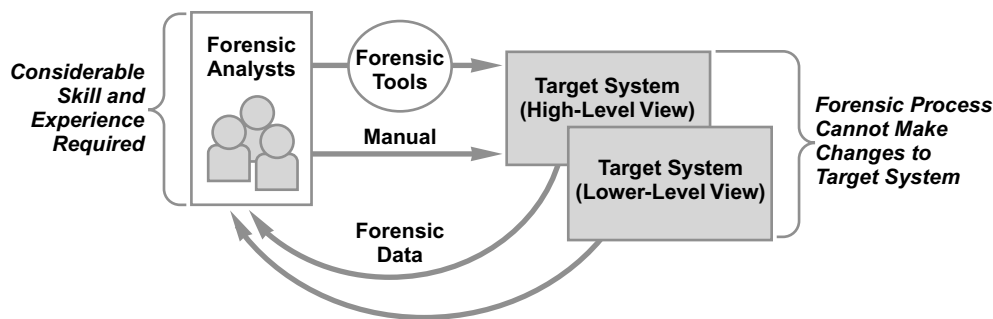 Considerable
Skill and
Experience
Required
Forensic
Analysts
Forensic
Tools
Manual
Forensic
Data
Target System
(High-Level View)
Target System
(Lower-Level View)
Forensic Process
Cannot Make
Changes to
Target System